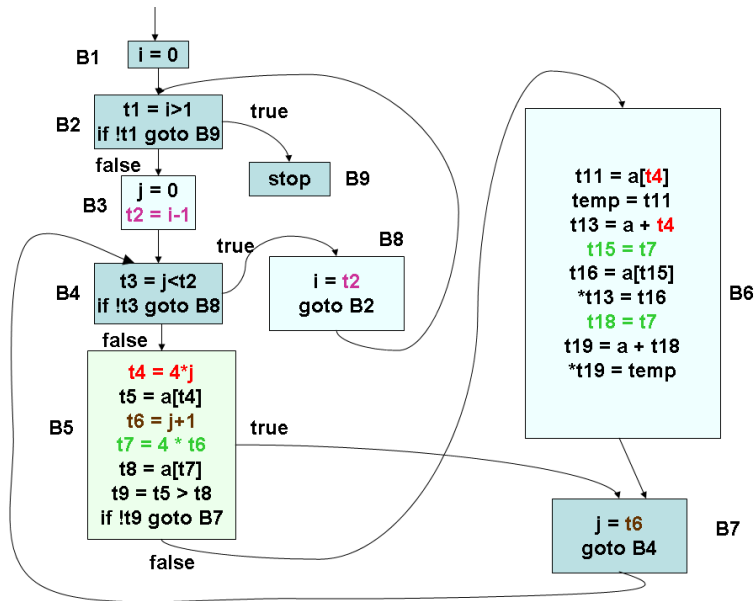 B1
i = 0
B2
t1 = i>1
if !t1 goto B9
true
false
stop
B9
B3
j = 0
t2 = i-1
true
B8
i = t2
goto B2
B4
t3 = j<t2
if !t3 goto B8
false
B5
t4 = 4*j
t5 = a[t4]
t6 = j+1
t7 = 4 * t6
t8 = a[t7]
t9 = t5 > t8
if !t9 goto B7
true
false
t11 = a[t4]
temp = t11
t13 = a + t4
t15 = t7
t16 = a[t15]
*t13 = t16
t18 = t7
t19 = a + t18
*t19 = temp
B6
j = t6
goto B4
B7